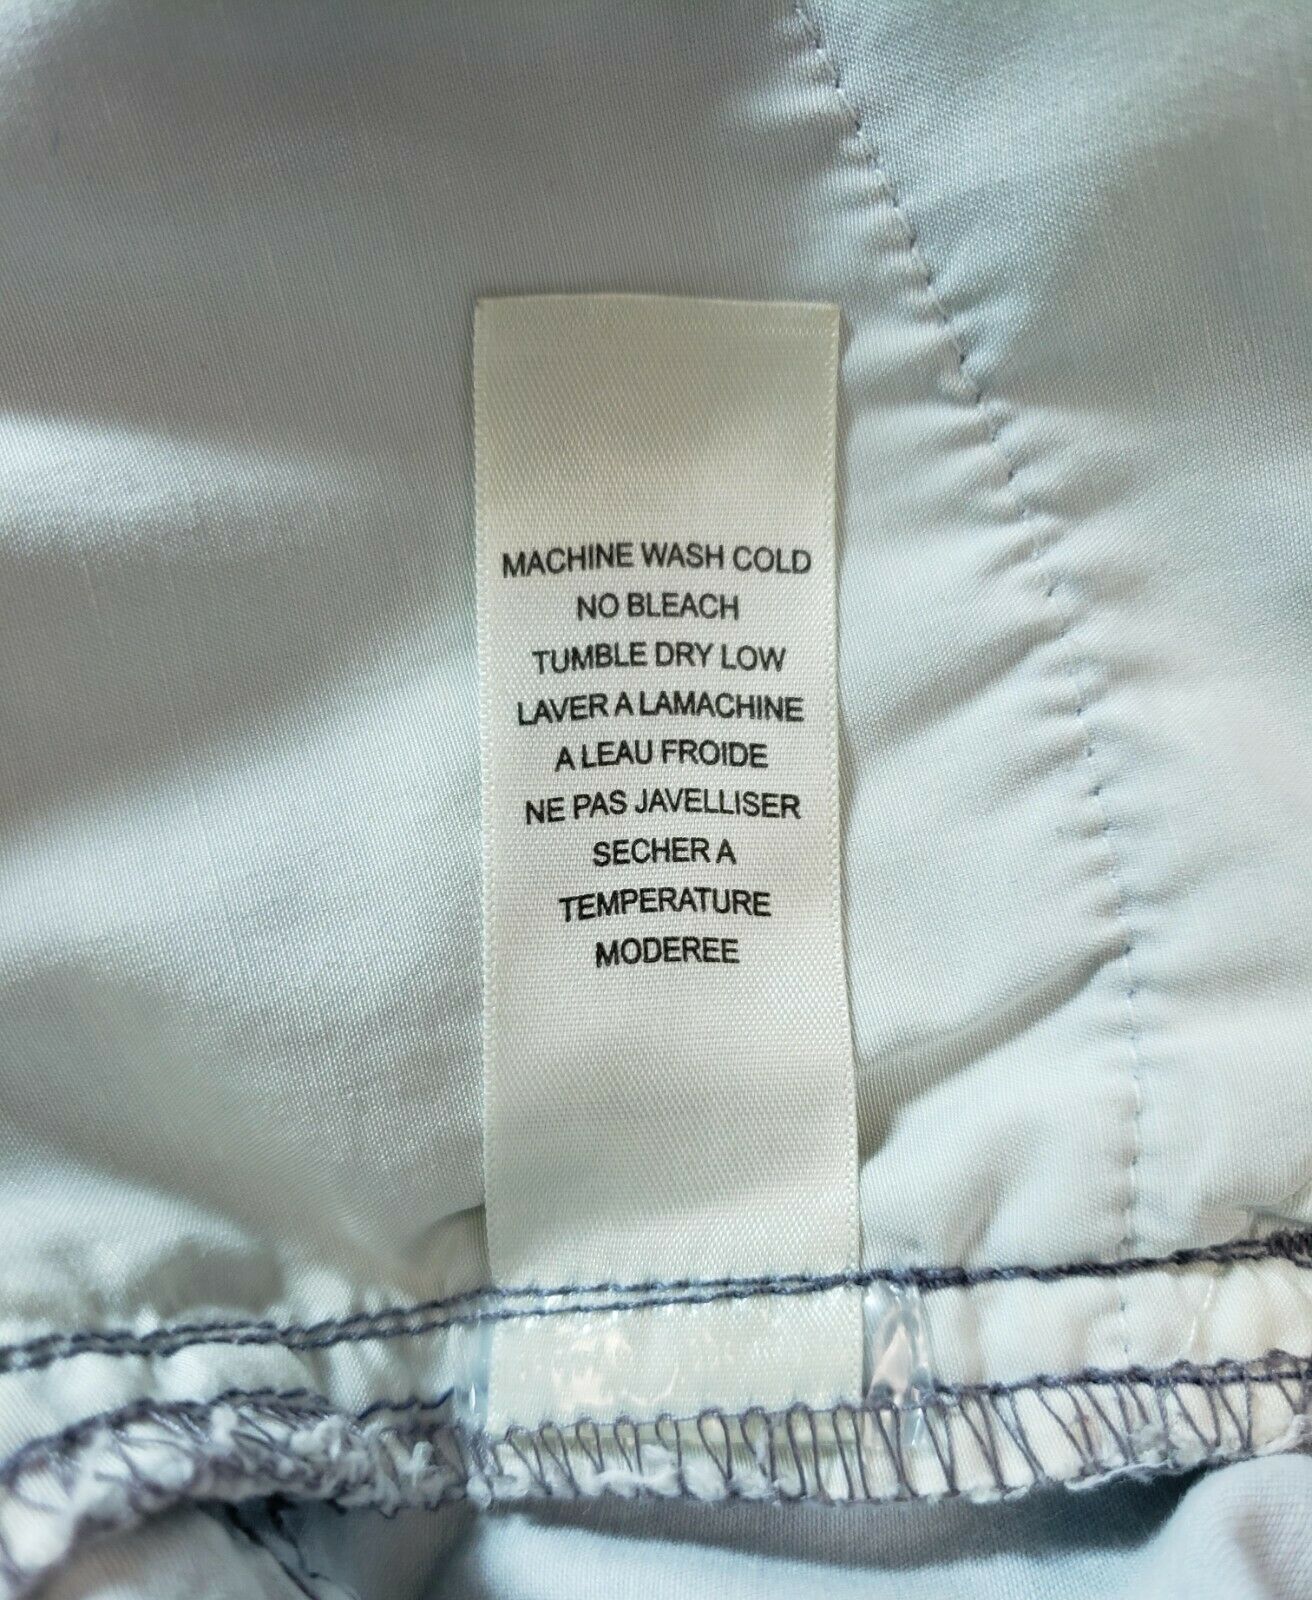 MACHINE WASH COLD
NO BLEACH
TUMBLE DRY LOW
LAVER A LAMACHINE
A LEAU FROIDE
NE PAS JAVELLISER
SECHER A
TEMPERATURE
MODEREE